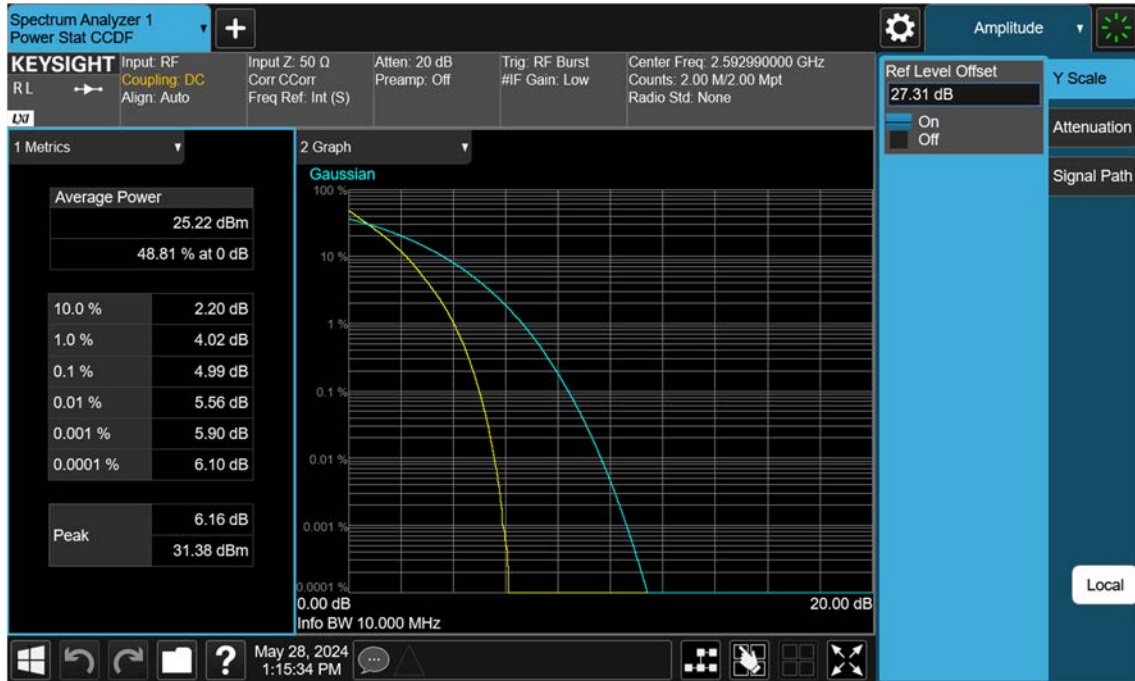 Spectrum Analyzer 1
Power Stat CCDF
Amplitude
KEYSIGHT
R L
LXI
Input: RF
Coupling: DC
Align: Auto
Input Z: 50 Ω
Corr CCorr
Freq Ref: Int (S)
Atten: 20 dB
Preamp: Off
Trig: RF Burst
#IF Gain: Low
Center Freq: 2.592990000 GHz
Counts: 2.00 M/2.00 Mpt
Radio Std: None
Ref Level Offset
27.31 dB
On
Off
Y Scale
Attenuation
Signal Path
1 Metrics
Average Power
25.22 dBm
48.81 % at 0 dB
10.0 % 2.20 dB
1.0 % 4.02 dB
0.1 % 4.99 dB
0.01 % 5.56 dB
0.001 % 5.90 dB
0.0001 % 6.10 dB
Peak
6.16 dB
31.38 dBm
2 Graph
Gaussian
100 %
10 %
1 %
0.1 %
0.01 %
0.001 %
0.0001 %
0.00 dB 20.00 dB
Info BW 10.000 MHz
Local
?
May 28, 2024
1:15:34 PM